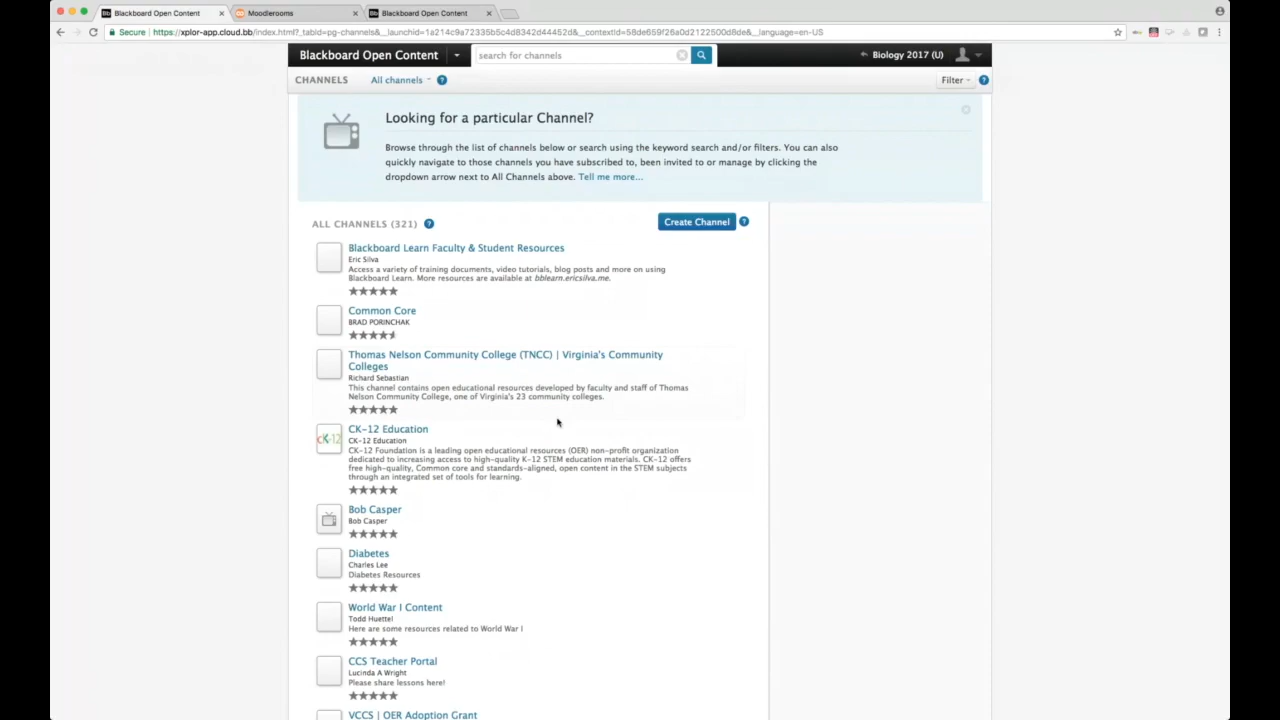 Blackboard Open Content
Moodlerooms
Blackboard Open Content
Secure
https://xplor-app.cloud.bb/index.html?_tabId=pg-channels&__launchid=1a214c9a72335b5c4d8342d44452d&__contextId=58de659f26a0d2122500d8de&__language=en-US
Blackboard Open Content
search for channels
Biology 2017 (U)
CHANNELS
All channels
?
Filter
?
Looking for a particular Channel?
Browse through the list of channels below or search using the keyword search and/or filters. You can also
quickly navigate to those channels you have subscribed to, been invited to or manage by clicking the
dropdown arrow next to All Channels above. Tell me more...
ALL CHANNELS (321)
?
Create Channel
?
Blackboard Learn Faculty & Student Resources
Eric Silva
Access a variety of training documents, video tutorials, blog posts and more on using
Blackboard Learn. More resources are available at bblearn.ericsilva.me.
Common Core
BRAD PORINCHAK
Thomas Nelson Community College (TNCC) | Virginia's Community
Colleges
Richard Sebastian
This channel contains open educational resources developed by faculty and staff of Thomas
Nelson Community College, one of Virginia's 23 community colleges.
CK-12
CK-12 Education
CK-12 Education
CK-12 Foundation is a leading open educational resources (OER) non-profit organization
dedicated to increasing access to high-quality K-12 STEM education materials. CK-12 offers
free high-quality, Common core and standards-aligned, open content in the STEM subjects
through an integrated set of tools for learning.
Bob Casper
Bob Casper
Diabetes
Charles Lee
Diabetes Resources
World War I Content
Todd Huettel
Here are some resources related to World War I
CCS Teacher Portal
Lucinda A Wright
Please share lessons here!
VCCS | OER Adoption Grant